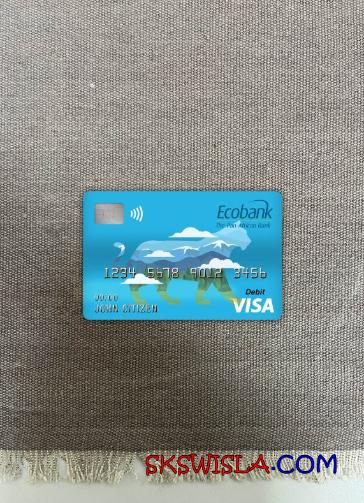 Ecobank
The Pan African Bank
1234 5678 9012 3456
Debit
VISA
JOHN CITIZEN
SKSWISLA.COM